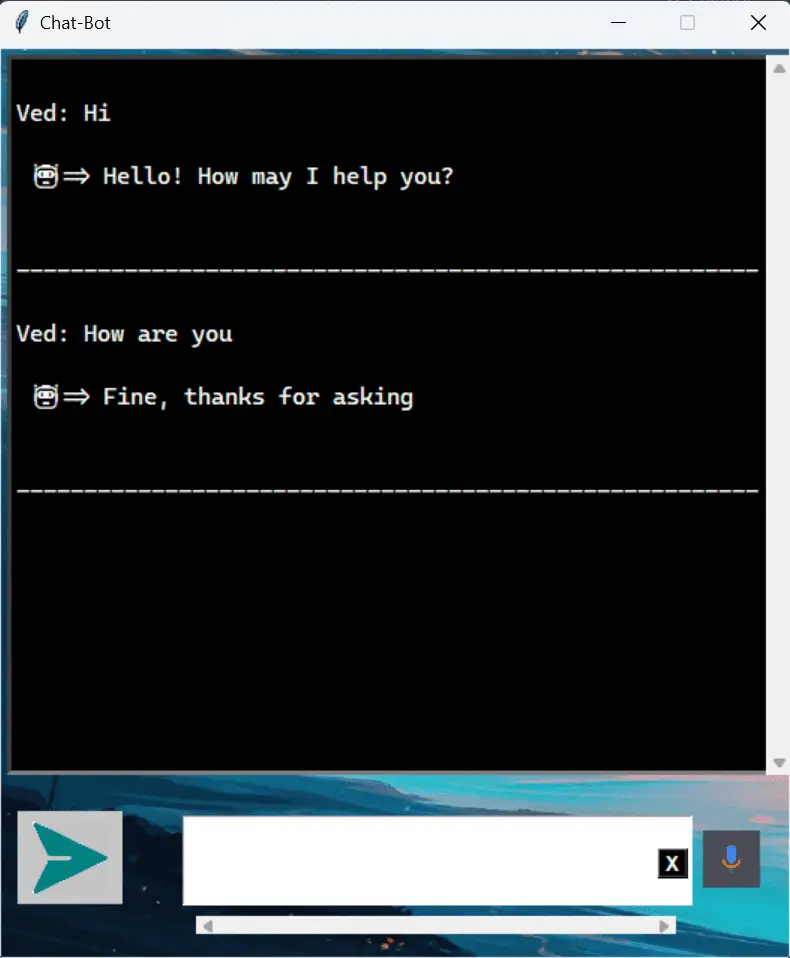 Chat-Bot
Ved: Hi
🤖=> Hello! How may I help you?
-------------------------------------------------------
Ved: How are you
🤖=> Fine, thanks for asking
-------------------------------------------------------
X